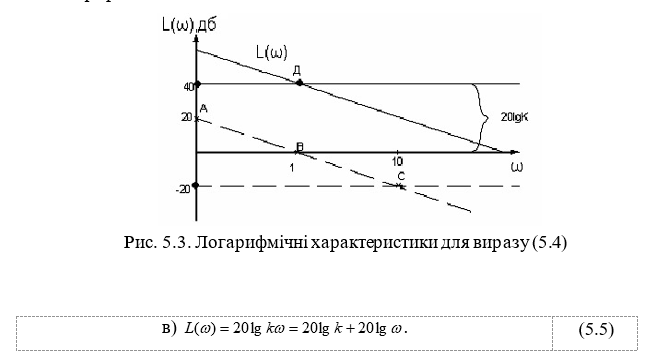 L(ω),дб
L(ω)
Д
40
A
20
20lgK
B
1
10
ω
C
-20
Рис. 5.3. Логарифмічні характеристики для виразу (5.4)
в) L(ω) = 20lg kω = 20lg k + 20lg ω. (5.5)